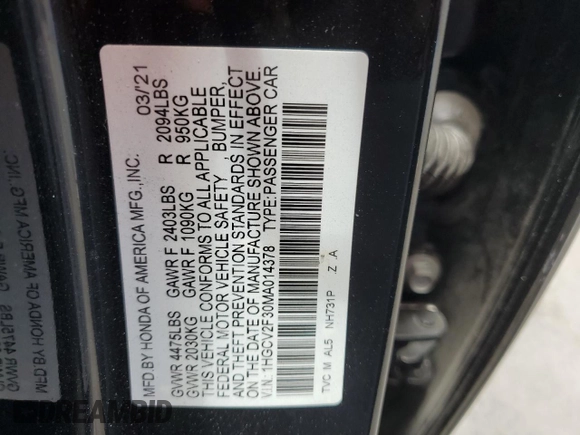 MFD.BY HONDA OF AMERICA MFG.,INC. 03/'21
GVWR 4475LBS GAWR F 2403LBS R 2094LBS
GVWR 2030KG GAWR F 1090KG R 950KG
THIS VEHICLE CONFORMS TO ALL APPLICABLE
FEDERAL MOTOR VEHICLE SAFETY, BUMPER,
AND THEFT PREVENTION STANDARDS IN EFFECT
ON THE DATE OF MANUFACTURE SHOWN ABOVE.
V.I.N.:1HGCV2F30MA014378 TYPE:PASSENGER CAR
TVC M AL5 NH731P Z A
DREAMBID